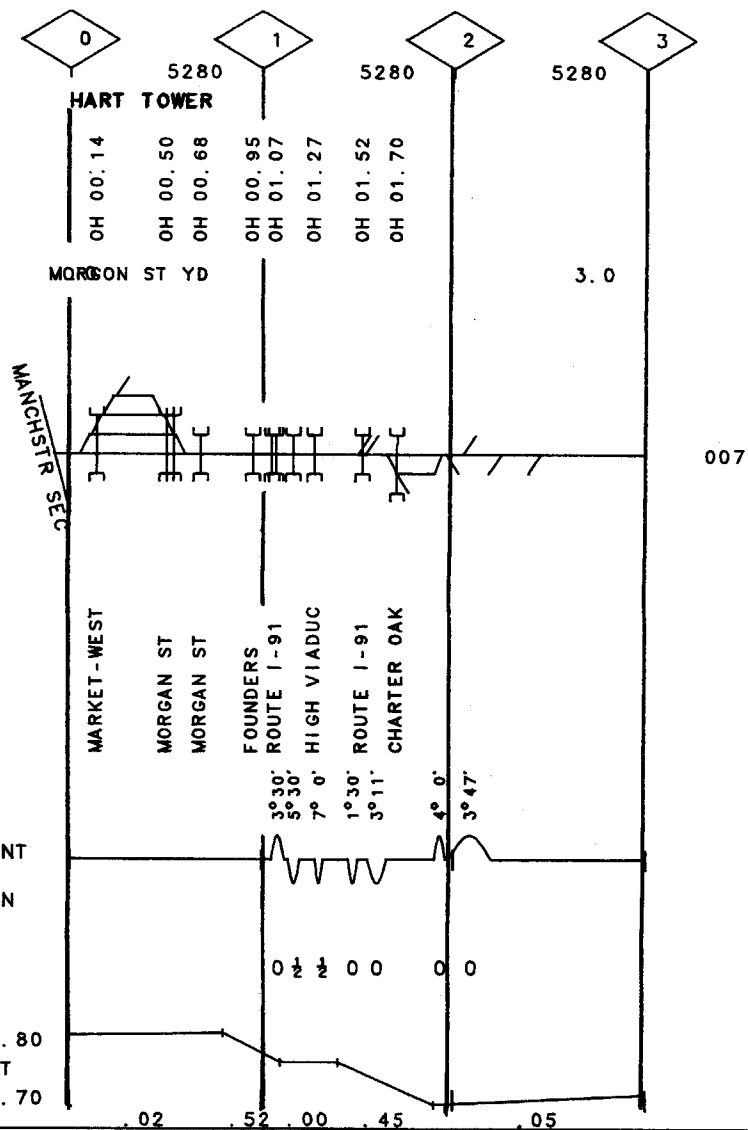 0 1 2 3
5280 5280 5280
HART TOWER
OH 00.14
OH 00.50
OH 00.68
OH 00.95
OH 01.07
OH 01.27
OH 01.52
OH 01.70
MORGON ST YD
3.0
MANCHSTR SEC
007
MARKET-WEST
MORGAN ST
MORGAN ST
FOUNDERS
ROUTE I-91
HIGH VIADUC
ROUTE I-91
CHARTER OAK
3°30'
5°30'
7° 0'
1°30'
3°11'
4° 0'
3°47'
NT
N
0 ½ ½ 0 0 0 0
.80
T
.70
.02 .52 .00 .45 .05